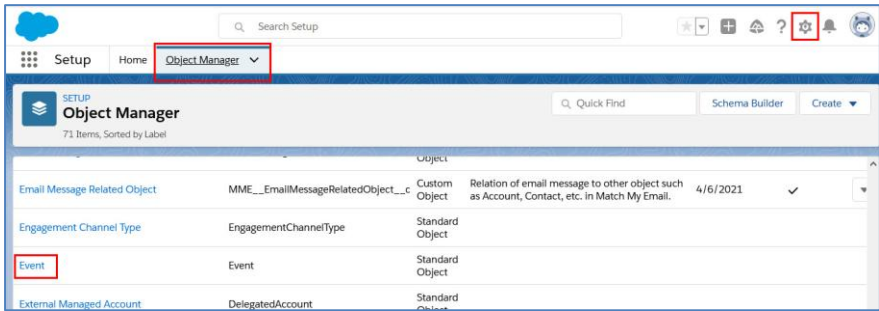 Search Setup
Setup
Home
Object Manager
SETUP
Object Manager
71 Items, Sorted by Label
Quick Find
Schema Builder
Create
Object
Email Message Related Object
MME__EmailMessageRelatedObject__c
Custom
Object
Relation of email message to other object such
as Account, Contact, etc. in Match My Email.
4/6/2021
Engagement Channel Type
EngagementChannelType
Standard
Object
Event
Event
Standard
Object
External Managed Account
DelegatedAccount
Standard
Object